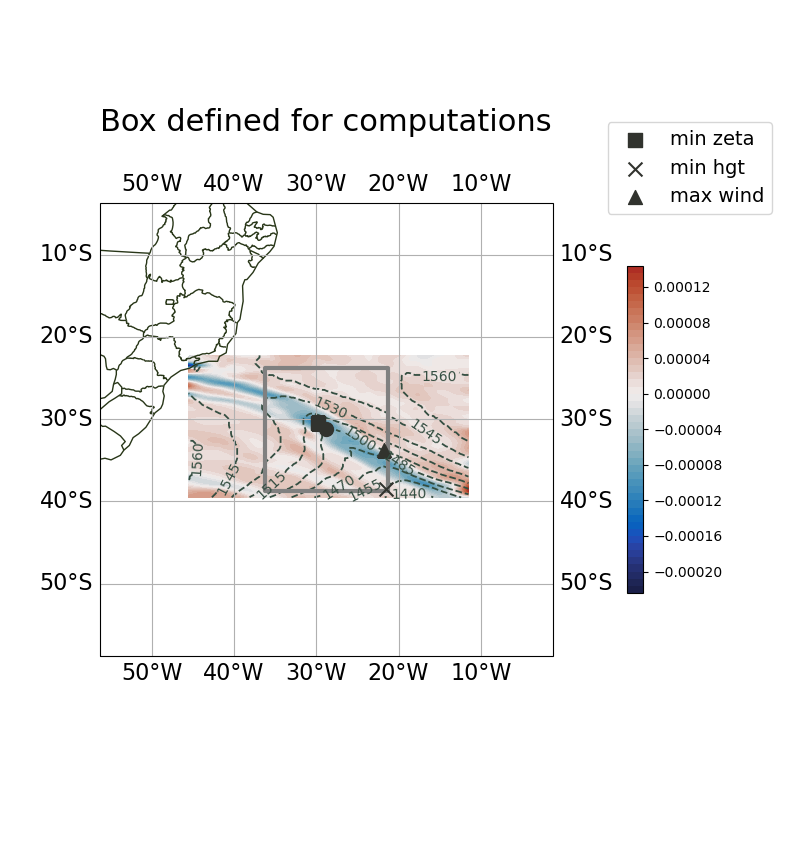 Box defined for computations
min zeta
min hgt
max wind
50°W 40°W 30°W 20°W 10°W
10°S 10°S
20°S 20°S
30°S 30°S
40°S 40°S
50°S 50°S
50°W 40°W 30°W 20°W 10°W
1560
1530
1545
1500
1485
1560
1545
1515
1470
1455
1440
0.00012
0.00008
0.00004
0.00000
−0.00004
−0.00008
−0.00012
−0.00016
−0.00020